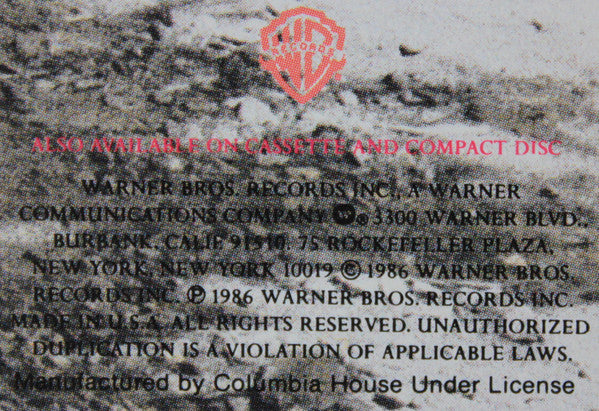 WB
RECORDS
ALSO AVAILABLE ON CASSETTE AND COMPACT DISC
WARNER BROS. RECORDS INC., A WARNER
COMMUNICATIONS COMPANY W ® 3300 WARNER BLVD.,
BURBANK, CALIF. 91510. 75 ROCKEFELLER PLAZA,
NEW YORK, NEW YORK 10019 © 1986 WARNER BROS.
RECORDS INC. ℗ 1986 WARNER BROS. RECORDS INC.
MADE IN U.S.A. ALL RIGHTS RESERVED. UNAUTHORIZED
DUPLICATION IS A VIOLATION OF APPLICABLE LAWS.
Manufactured by Columbia House Under License